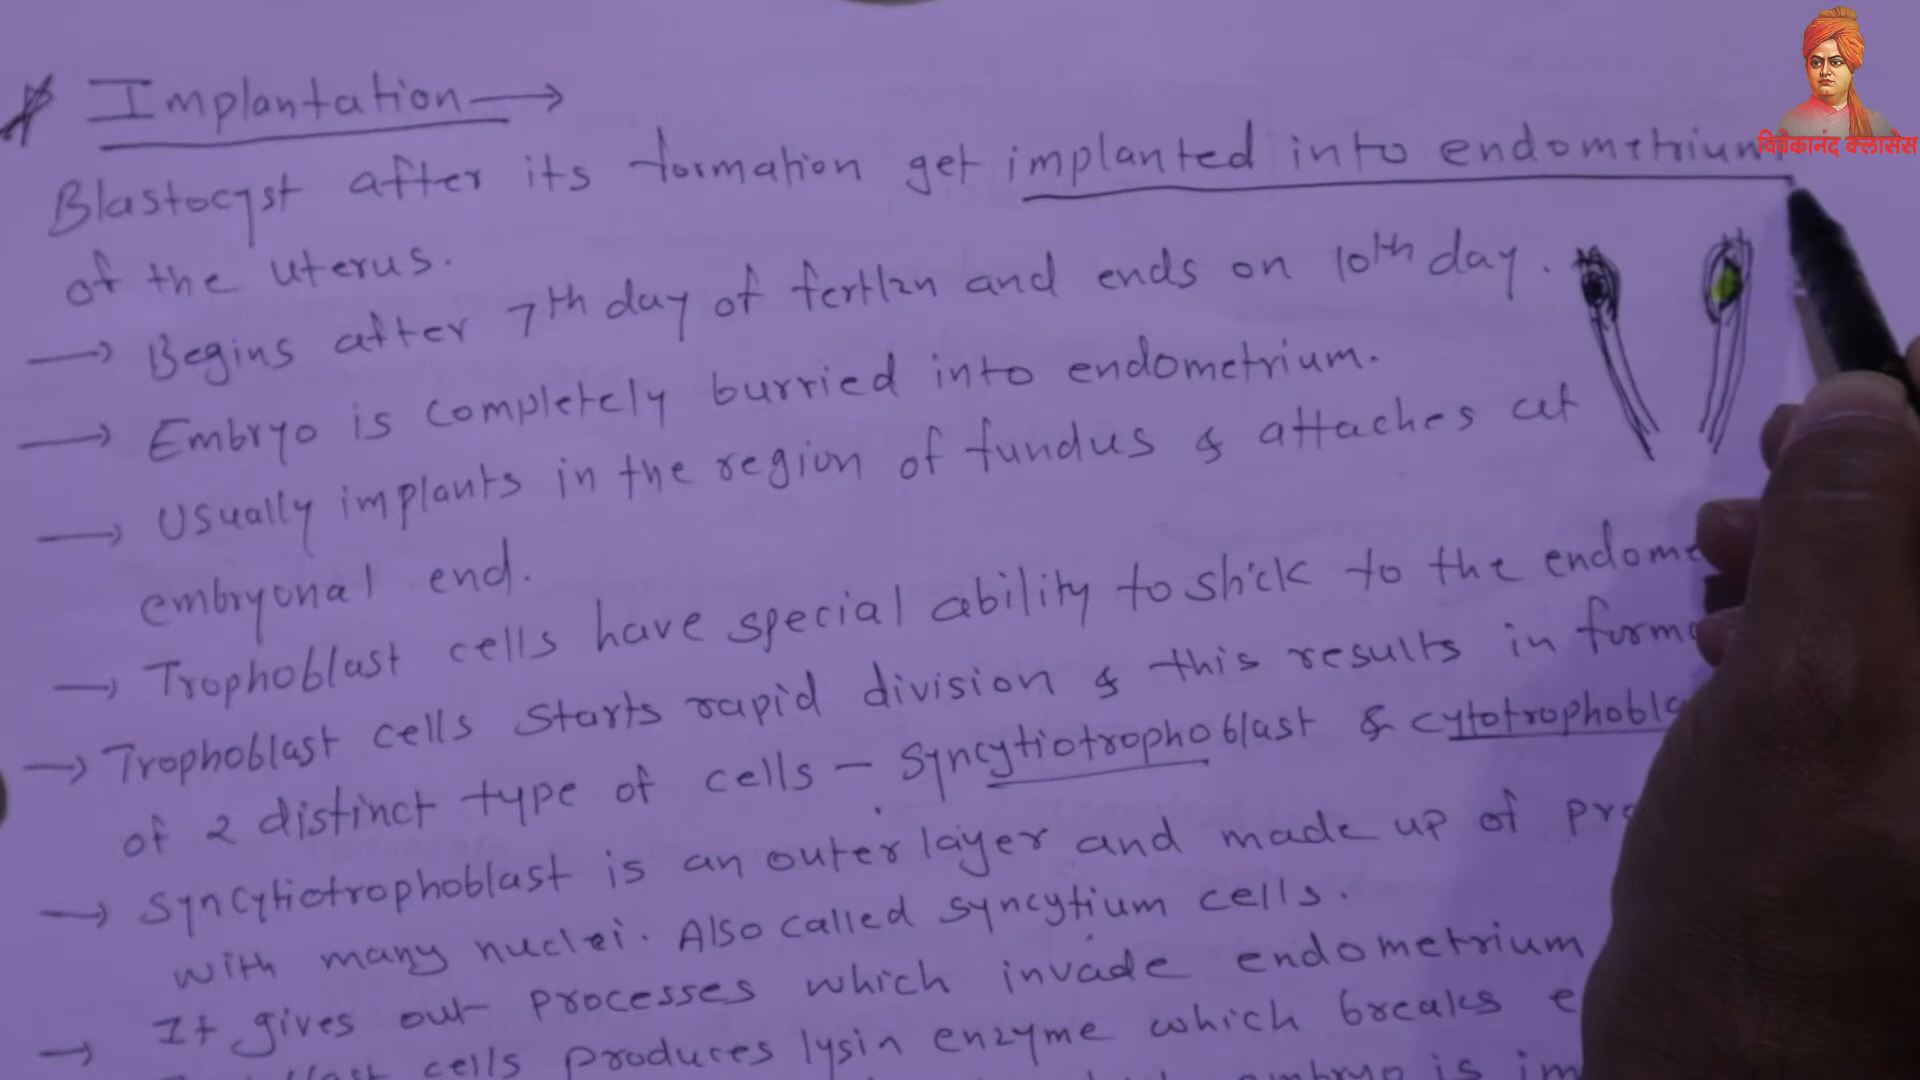 Implantation →
Blastocyst after its formation get implanted into endometrium
of the uterus.
→ Begins after 7th day of fertlzn and ends on 10th day.
→ Embryo is completely burried into endometrium.
→ Usually implants in the region of fundus & attaches at
embryonal end.
→ Trophoblast cells have special ability to stick to the endome
→ Trophoblast cells starts rapid division & this results in forma
of 2 distinct type of cells - syncytiotrophoblast & cytotrophobla
→ Syncytiotrophoblast is an outer layer and made up of pro
with many nuclei. Also called syncytium cells.
→ It gives out processes which invade endometrium
cells produces lysin enzyme which breaks e
embryo is im
विवेकानंद क्लासेस